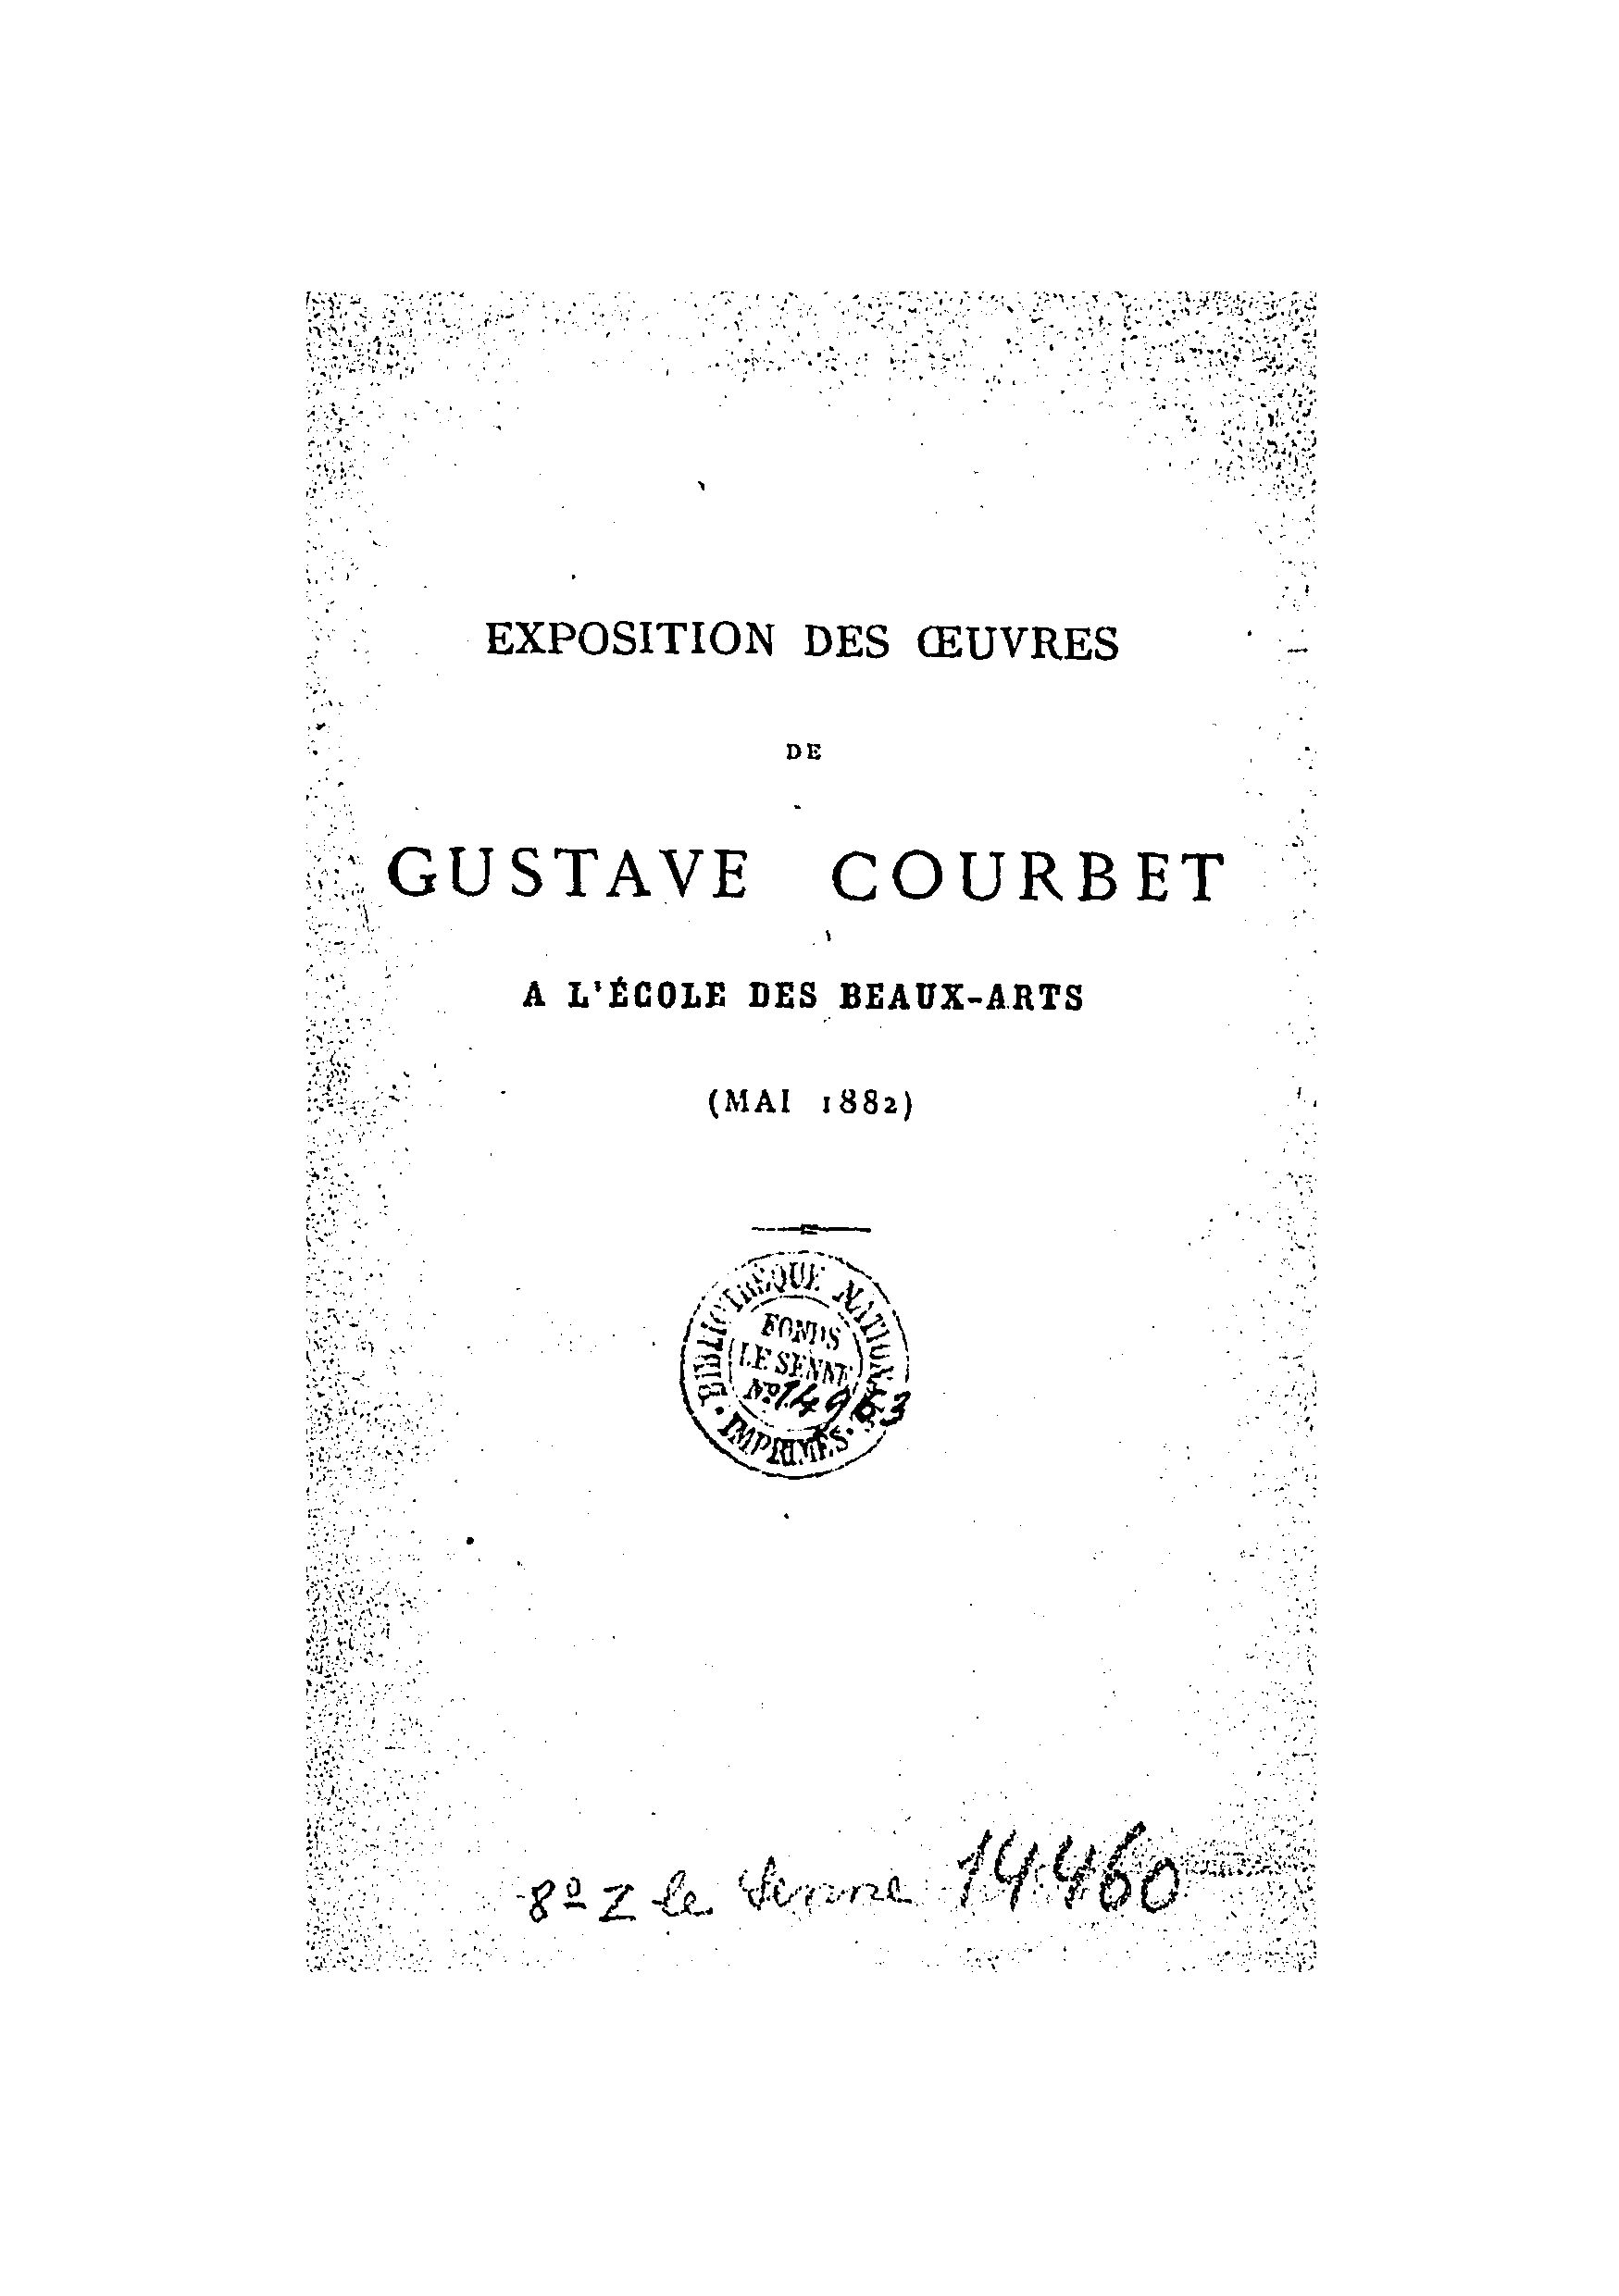 EXPOSITION DES ŒUVRES
DE
GUSTAVE COURBET
A L'ÉCOLE DES BEAUX-ARTS
(MAI 1882)
BIBLIOTHÈQUE NATIONALE
FONDS
LE SENNE
No 14963
IMPRIMÉS
8º Z le Senne 14460